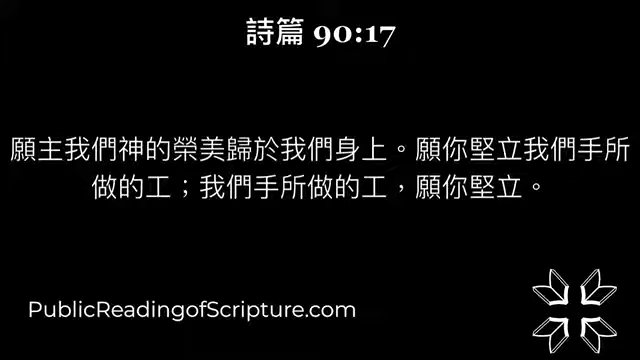 詩篇 90:17
願主我們神的榮美歸於我們身上。願你堅立我們手所
做的工；我們手所做的工，願你堅立。
PublicReadingofScripture.com